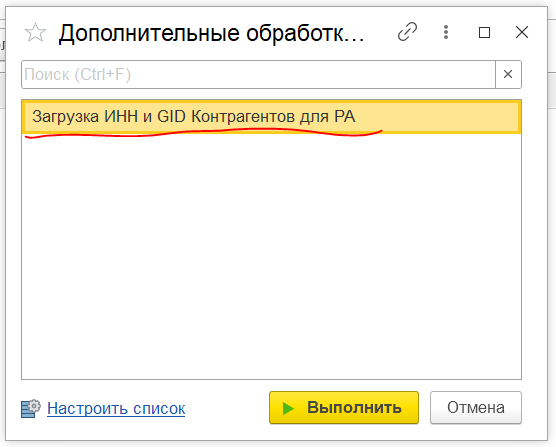 Дополнительные обработк...
Поиск (Ctrl+F)
Загрузка ИНН и GID Контрагентов для РА
Настроить список
Выполнить
Отмена